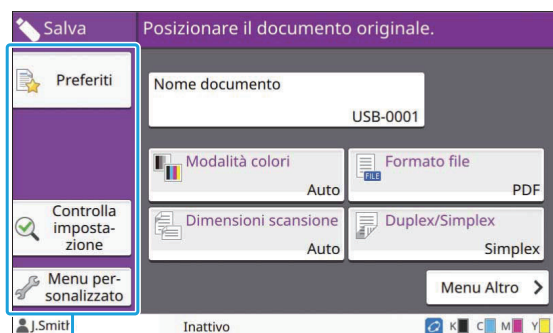 Salva
Posizionare il documento originale.
Preferiti
Nome documento
USB-0001
Modalità colori
Auto
Formato file
FILE
PDF
Dimensioni scansione
Auto
Duplex/Simplex
Simplex
Controlla
imposta-
zione
Menu per-
sonalizzato
Menu Altro
J.Smith
Inattivo
K C M Y